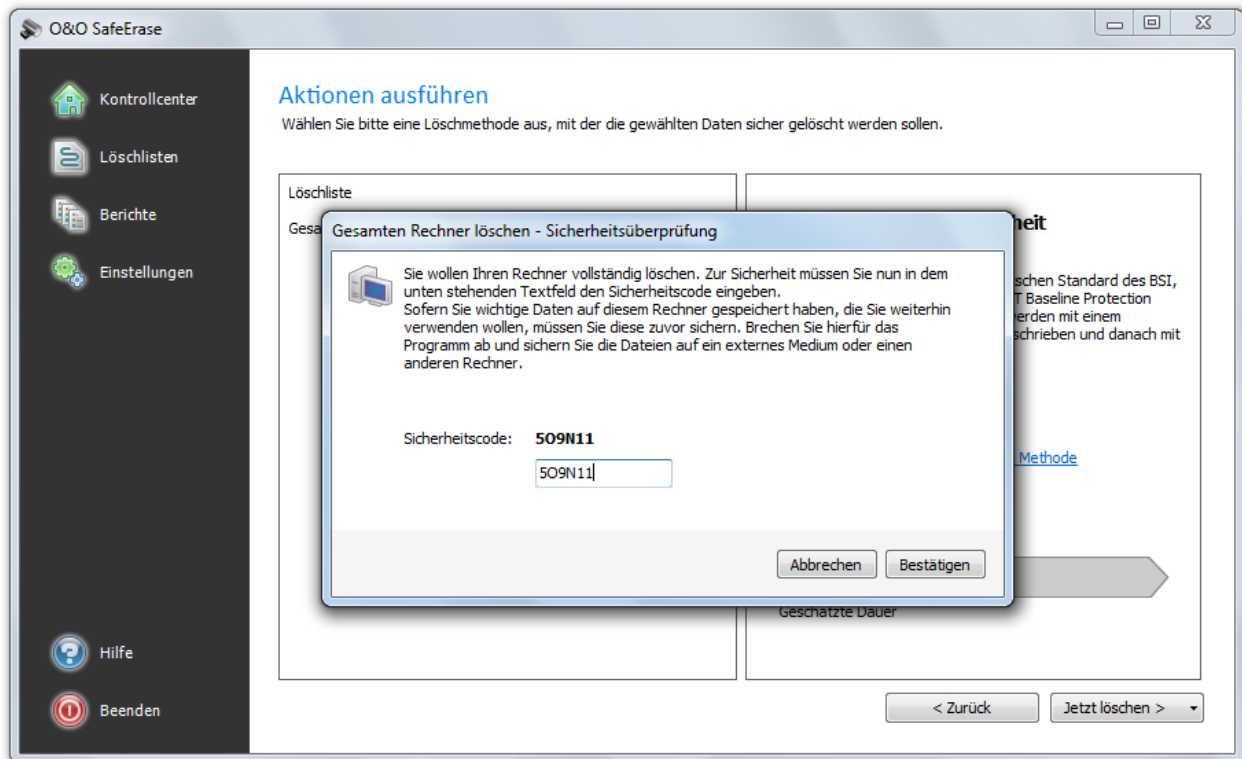 O&O SafeErase
Kontrollcenter
Löschlisten
Berichte
Einstellungen
Hilfe
Beenden
Aktionen ausführen
Wählen Sie bitte eine Löschmethode aus, mit der die gewählten Daten sicher gelöscht werden sollen.
Löschliste
Gesa
heit
schen Standard des BSI,
T Baseline Protection
erden mit einem
schrieben und danach mit
Methode
Geschätzte Dauer
Gesamten Rechner löschen - Sicherheitsüberprüfung
Sie wollen Ihren Rechner vollständig löschen. Zur Sicherheit müssen Sie nun in dem
unten stehenden Textfeld den Sicherheitscode eingeben.
Sofern Sie wichtige Daten auf diesem Rechner gespeichert haben, die Sie weiterhin
verwenden wollen, müssen Sie diese zuvor sichern. Brechen Sie hierfür das
Programm ab und sichern Sie die Dateien auf ein externes Medium oder einen
anderen Rechner.
Sicherheitscode: 5O9N11
5O9N11
Abbrechen Bestätigen
< Zurück Jetzt löschen >